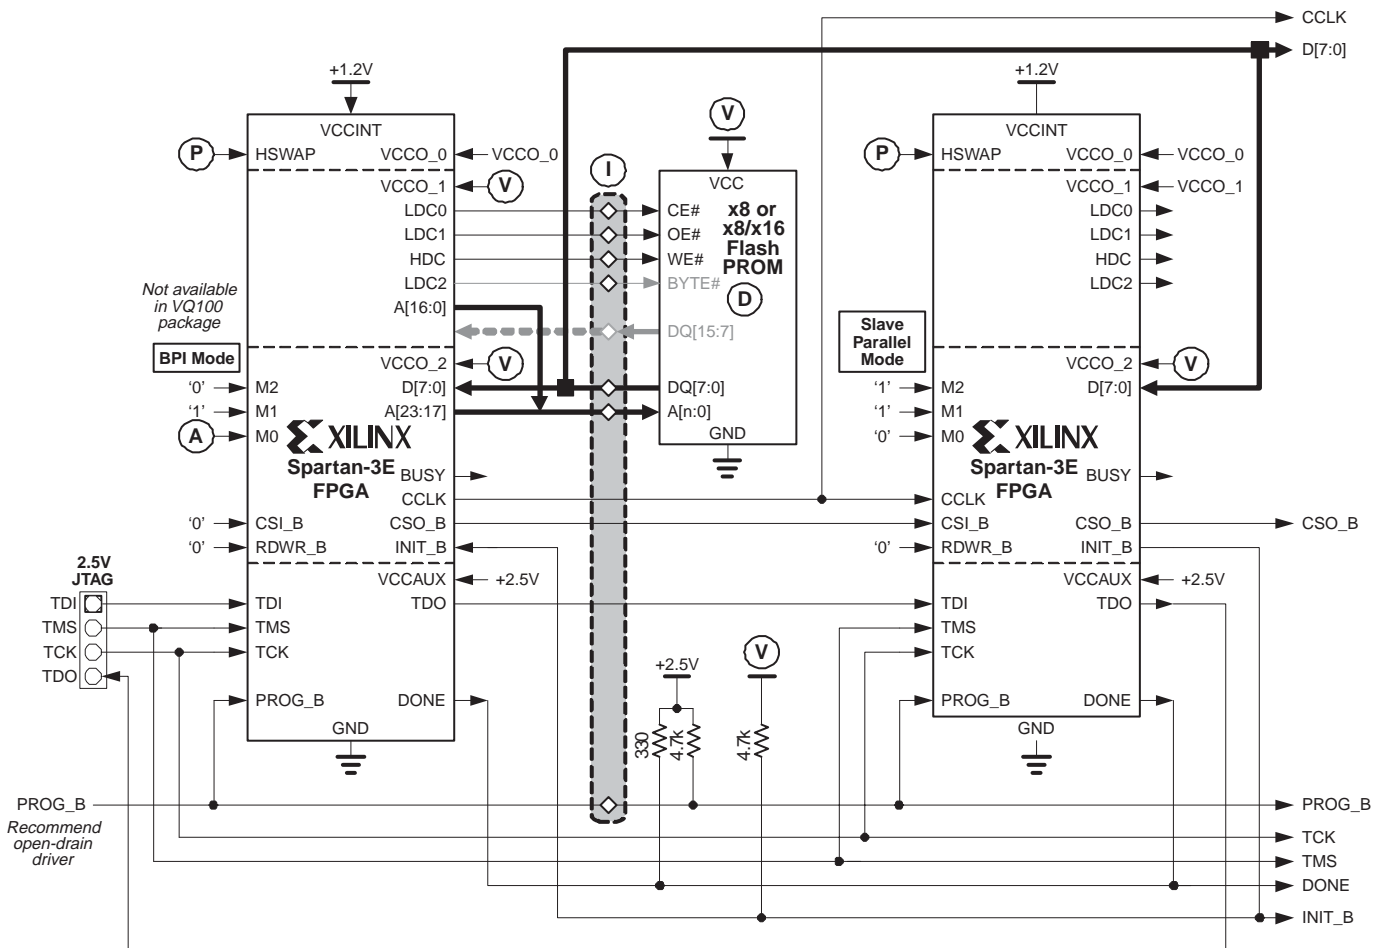 CCLK
D[7:0]
+1.2V
+1.2V
V
VCCINT
VCCINT
P
HSWAP
VCCO_0
VCCO_0
I
VCC
P
HSWAP
VCCO_0
VCCO_0
VCCO_1
V
VCCO_1
VCCO_1
LDC0
CE#
x8 or
x8/x16
Flash
PROM
D
LDC0
LDC1
OE#
LDC1
HDC
WE#
HDC
LDC2
BYTE#
LDC2
Not available
in VQ100
package
A[16:0]
DQ[15:7]
BPI Mode
Slave
Parallel
Mode
VCCO_2
V
VCCO_2
V
'0'
M2
D[7:0]
DQ[7:0]
'1'
M2
D[7:0]
'1'
M1
A[23:17]
A[n:0]
'1'
M1
A
M0
XILINX
GND
'0'
M0
XILINX
Spartan-3E
FPGA
Spartan-3E
FPGA
BUSY
BUSY
CCLK
CCLK
'0'
CSI_B
CSO_B
CSI_B
CSO_B
CSO_B
'0'
RDWR_B
INIT_B
'0'
RDWR_B
INIT_B
2.5V
JTAG
VCCAUX
+2.5V
VCCAUX
+2.5V
TDI
TDI
TDO
TDI
TDO
TMS
TMS
TMS
TCK
TCK
TCK
TDO
+2.5V
V
PROG_B
DONE
PROG_B
DONE
GND
330
4.7k
4.7k
GND
PROG_B
PROG_B
Recommend
open-drain
driver
TCK
TMS
DONE
INIT_B